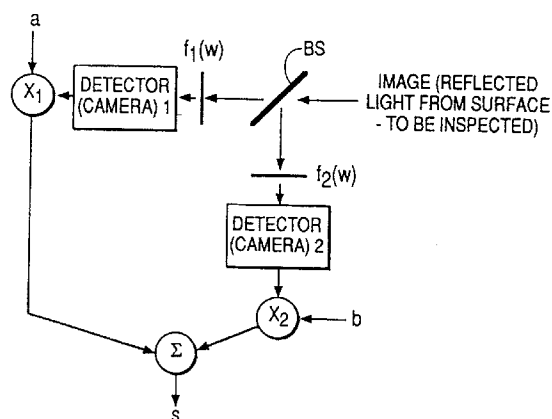 a
f₁(w)
BS
X₁
DETECTOR
(CAMERA) 1
IMAGE (REFLECTED
LIGHT FROM SURFACE
- TO BE INSPECTED)
f₂(w)
DETECTOR
(CAMERA) 2
X₂
b
Σ
s